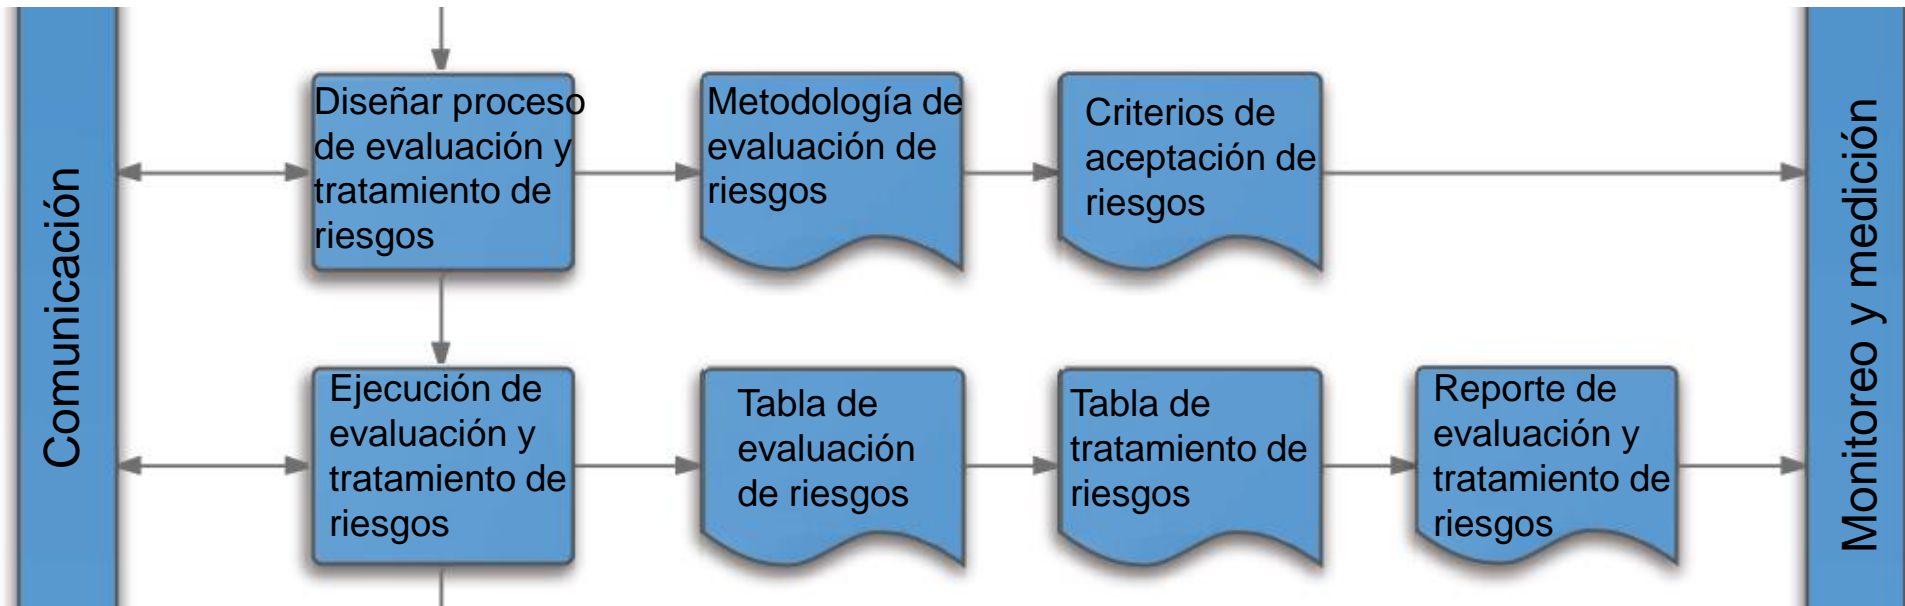 Comunicación
Diseñar proceso
de evaluación y
tratamiento de
riesgos
Metodología de
evaluación de
riesgos
Criterios de
aceptación de
riesgos
Ejecución de
evaluación y
tratamiento de
riesgos
Tabla de
evaluación
de riesgos
Tabla de
tratamiento de
riesgos
Reporte de
evaluación y
tratamiento de
riesgos
Monitoreo y medición